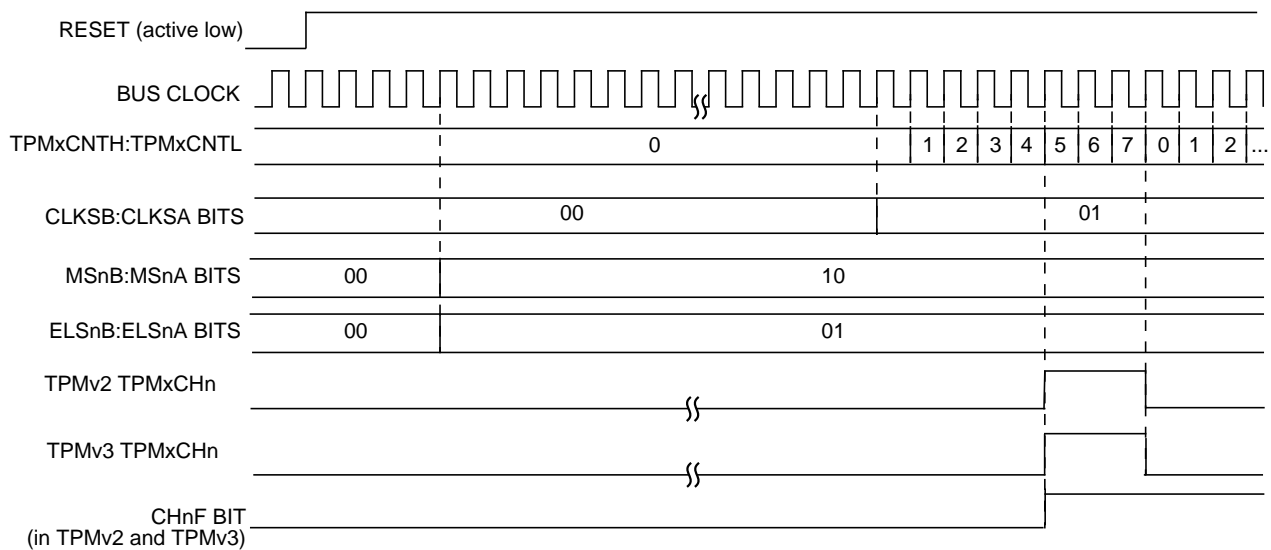 RESET (active low)
BUS CLOCK
TPMxCNTH:TPMxCNTL 0 1 2 3 4 5 6 7 0 1 2 ...
CLKSB:CLKSA BITS 00 01
MSnB:MSnA BITS 00 10
ELSnB:ELSnA BITS 00 01
TPMv2 TPMxCHn
TPMv3 TPMxCHn
CHnF BIT
(in TPMv2 and TPMv3)